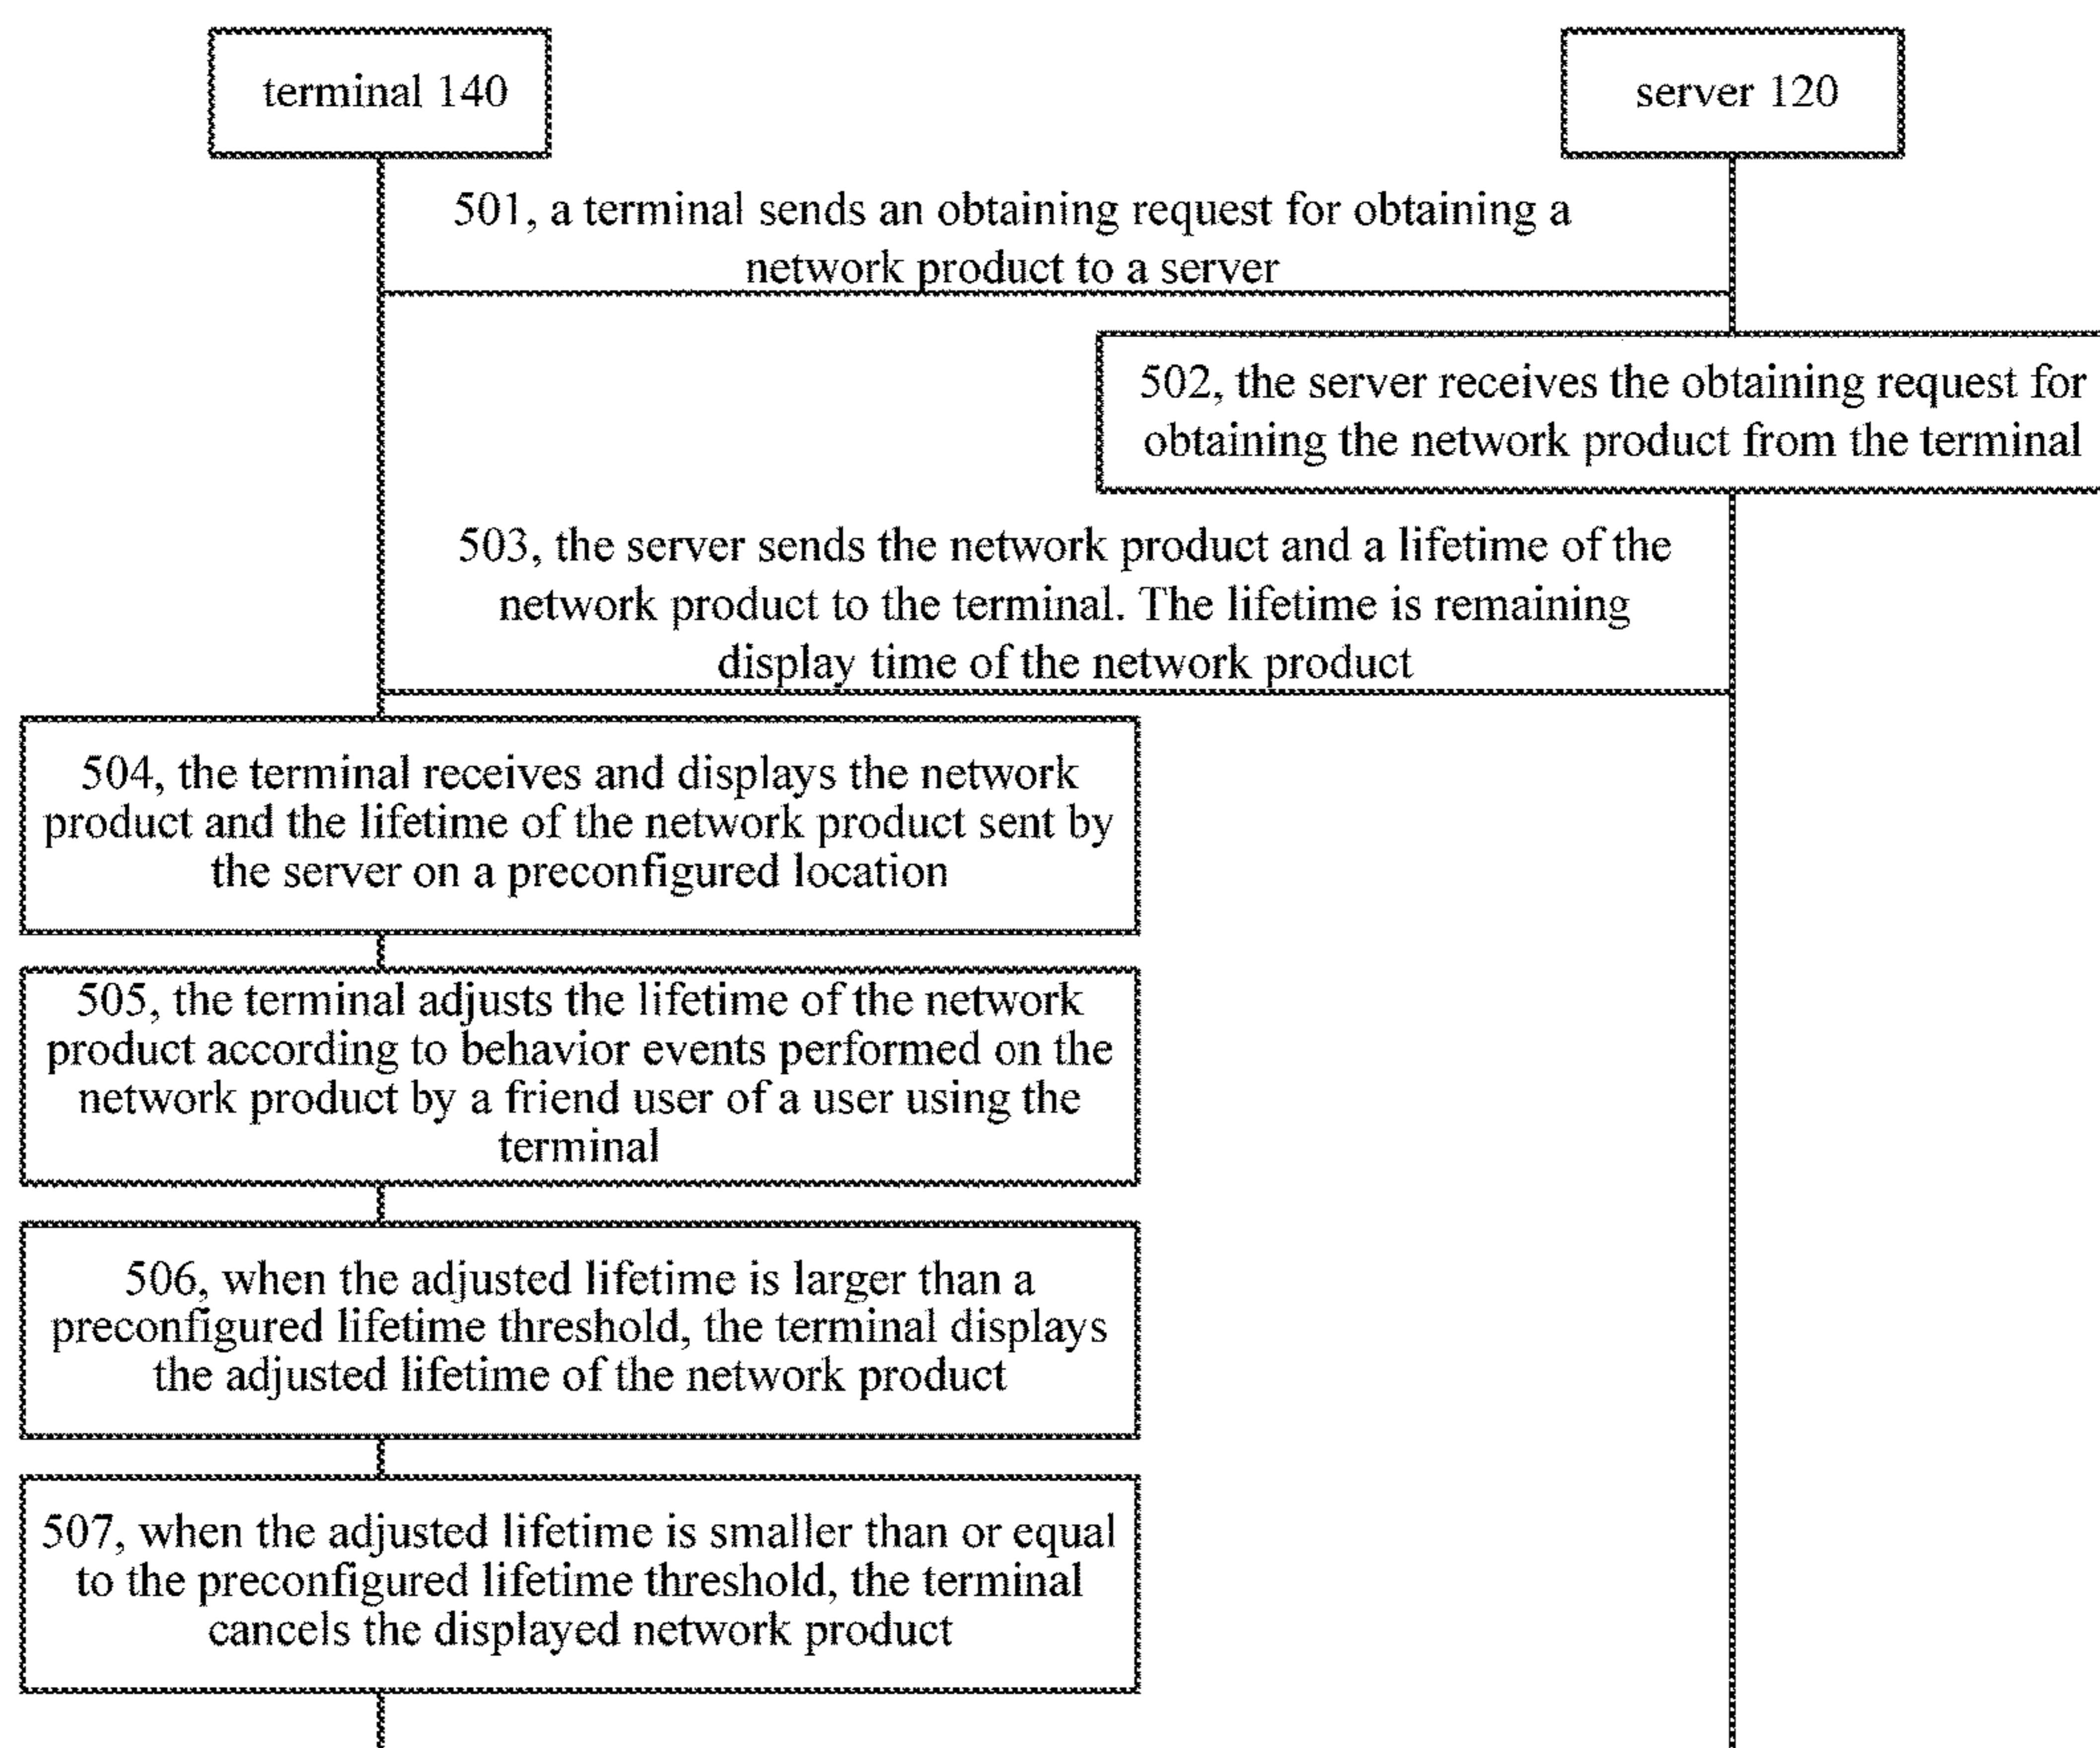 terminal 140
server 120
501, a terminal sends an obtaining request for obtaining a
network product to a server
502, the server receives the obtaining request for
obtaining the network product from the terminal
503, the server sends the network product and a lifetime of the
network product to the terminal. The lifetime is remaining
display time of the network product
504, the terminal receives and displays the network
product and the lifetime of the network product sent by
the server on a preconfigured location
505, the terminal adjusts the lifetime of the network
product according to behavior events performed on the
network product by a friend user of a user using the
terminal
506, when the adjusted lifetime is larger than a
preconfigured lifetime threshold, the terminal displays
the adjusted lifetime of the network product
507, when the adjusted lifetime is smaller than or equal
to the preconfigured lifetime threshold, the terminal
cancels the displayed network product